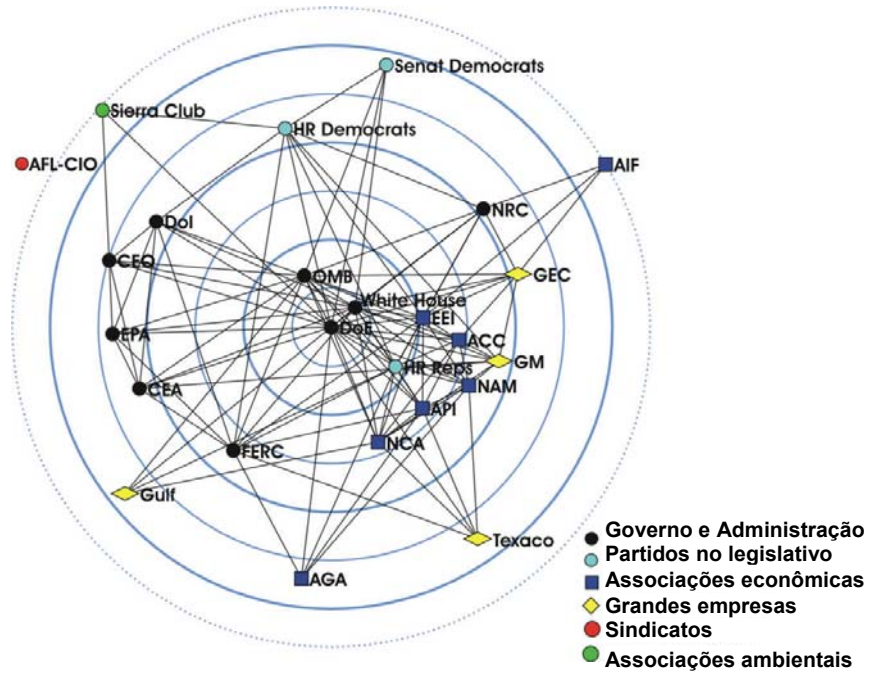 Senat Democrats
Sierra Club
HR Democrats
AFL-CIO
AIF
NRC
DoI
CEQ
GEC
OMB
White House
EEI
DoE
EPA
ACC
GM
HR Reps
NAM
CEA
API
NCA
FERC
Gulf
Texaco
AGA
Governo e Administração
Partidos no legislativo
Associações econômicas
Grandes empresas
Sindicatos
Associações ambientais